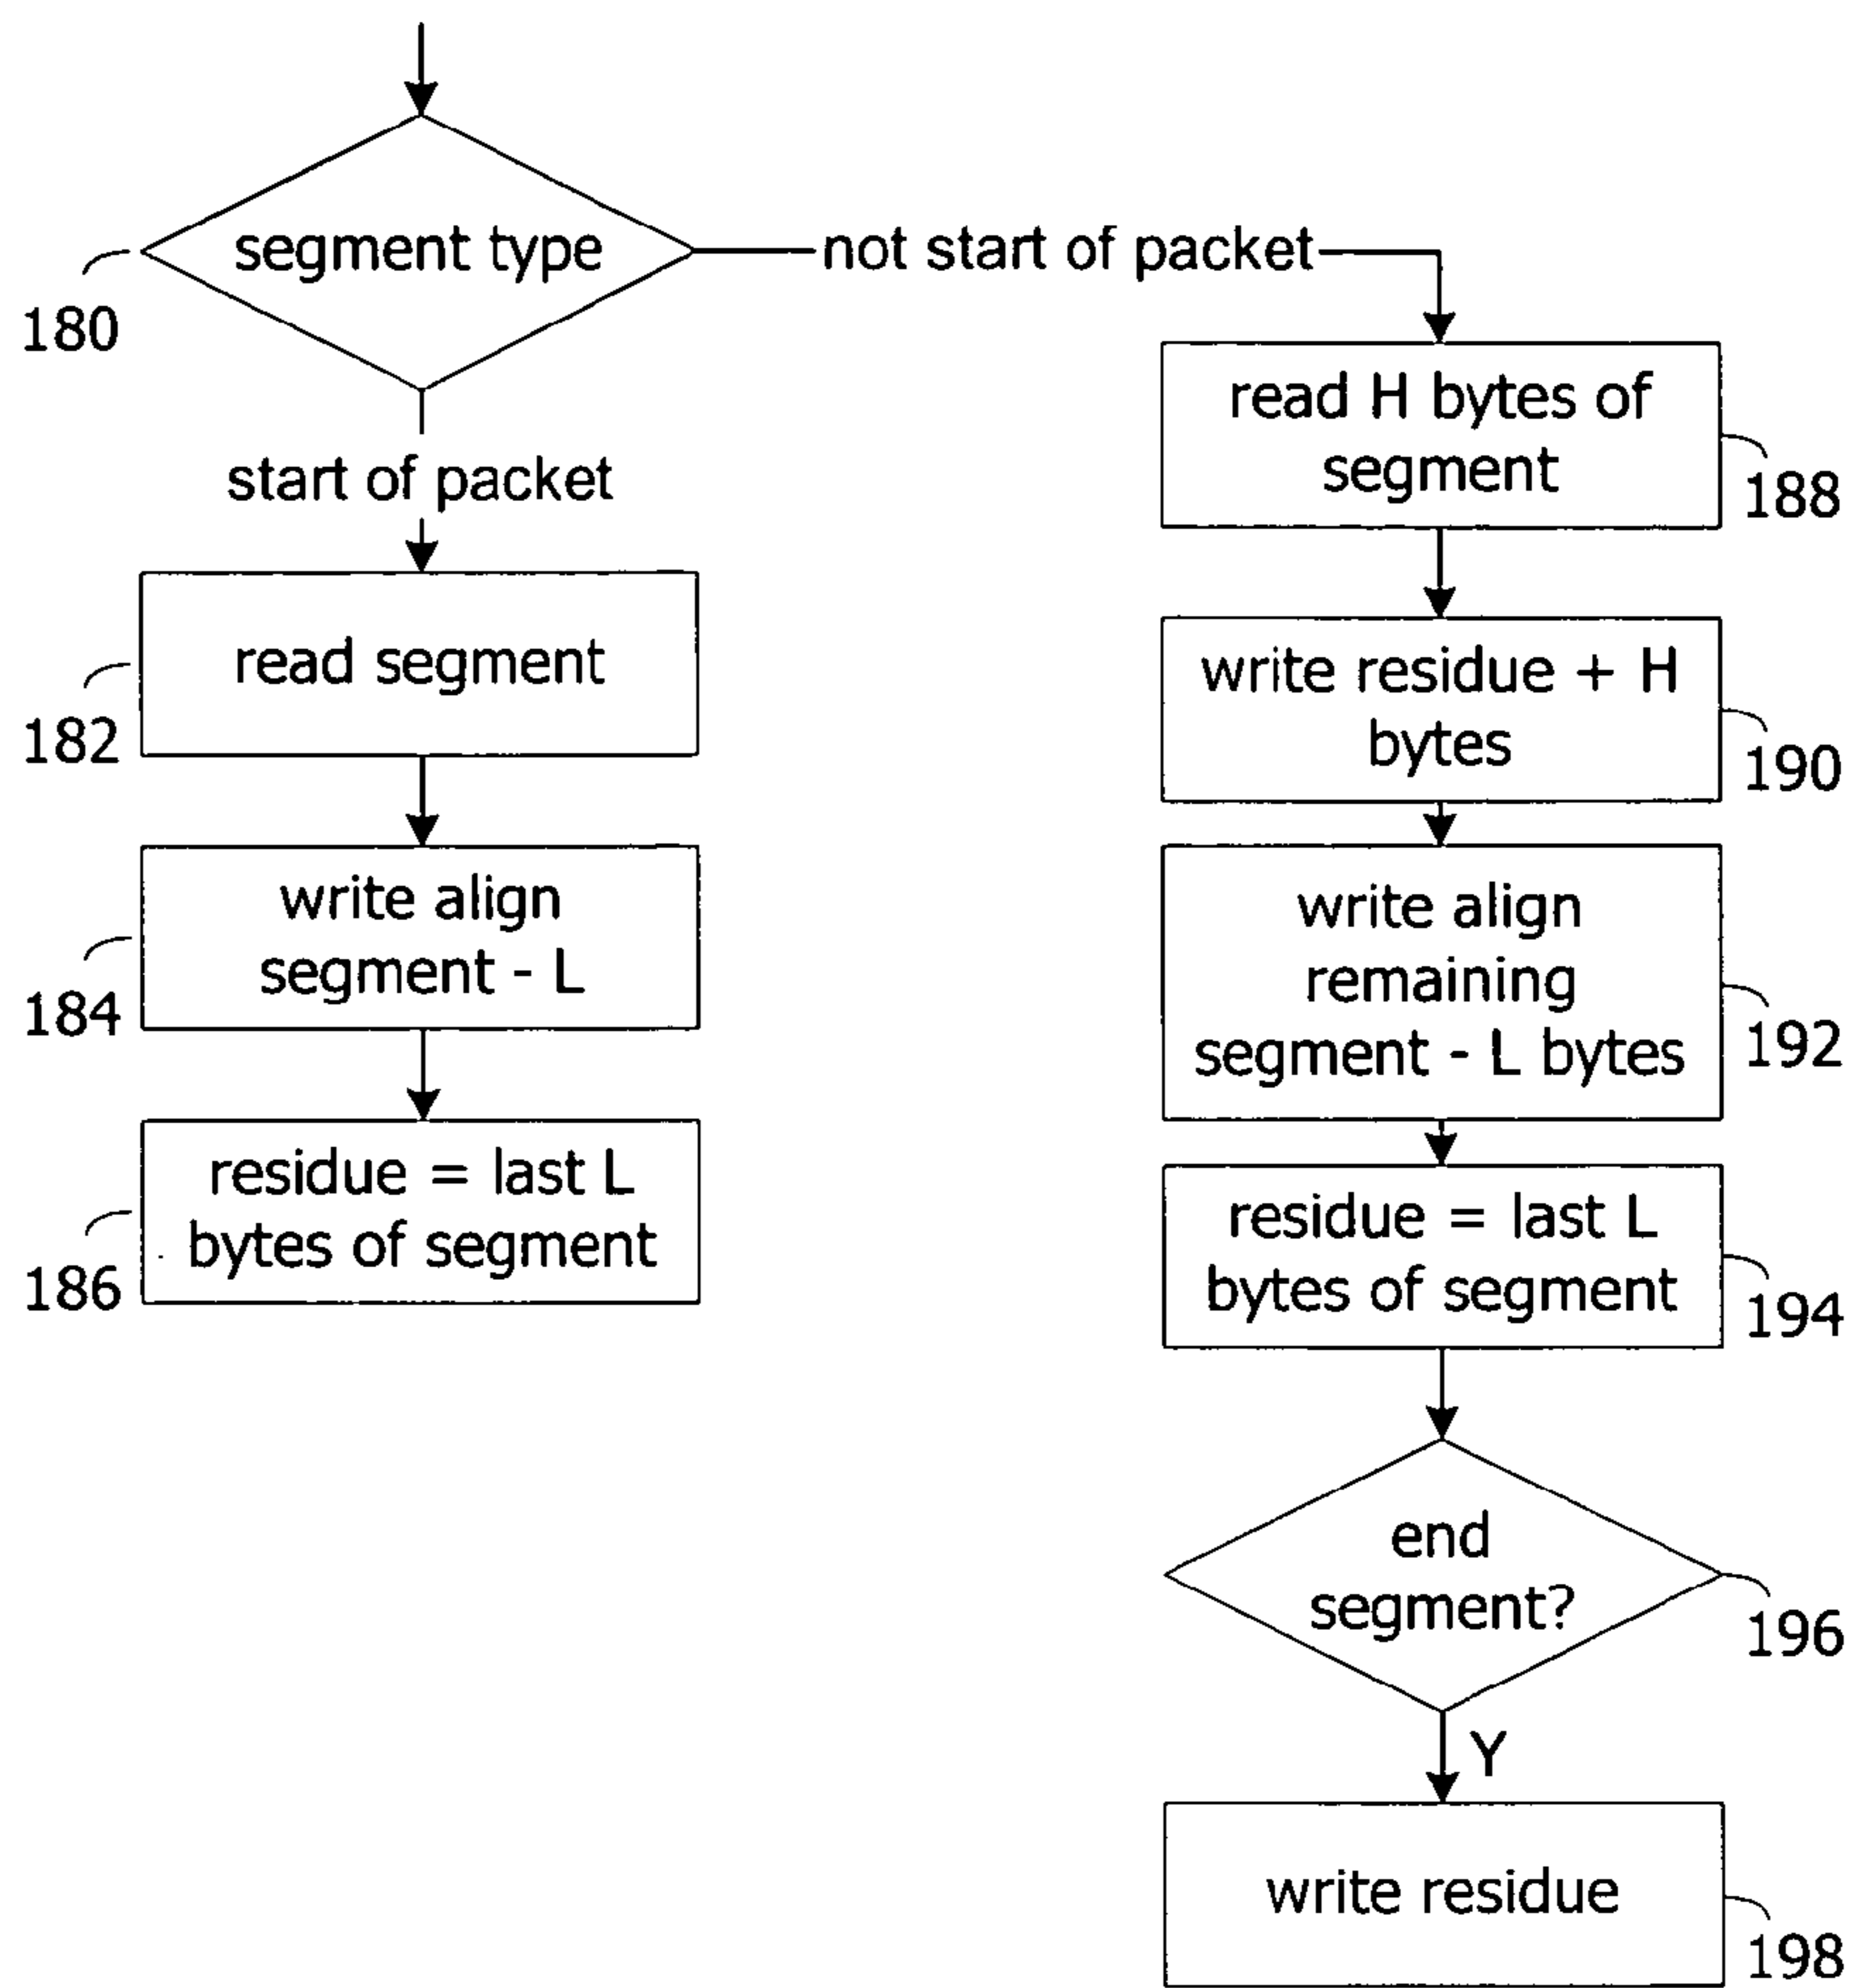 segment type
180
not start of packet
start of packet
read segment
182
write align
segment - L
184
residue = last L
bytes of segment
186
read H bytes of
segment
188
write residue + H
bytes
190
write align
remaining
segment - L bytes
192
residue = last L
bytes of segment
194
end
segment?
196
Y
write residue
198